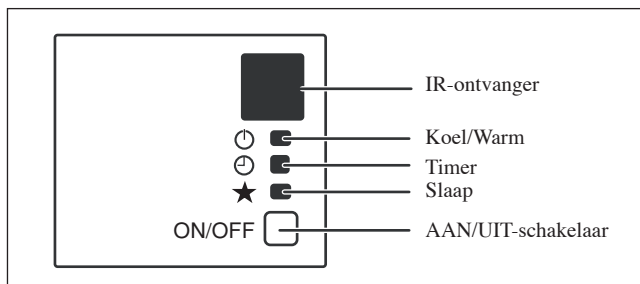 IR-ontvanger
Koel/Warm
Timer
Slaap
ON/OFF AAN/UIT-schakelaar